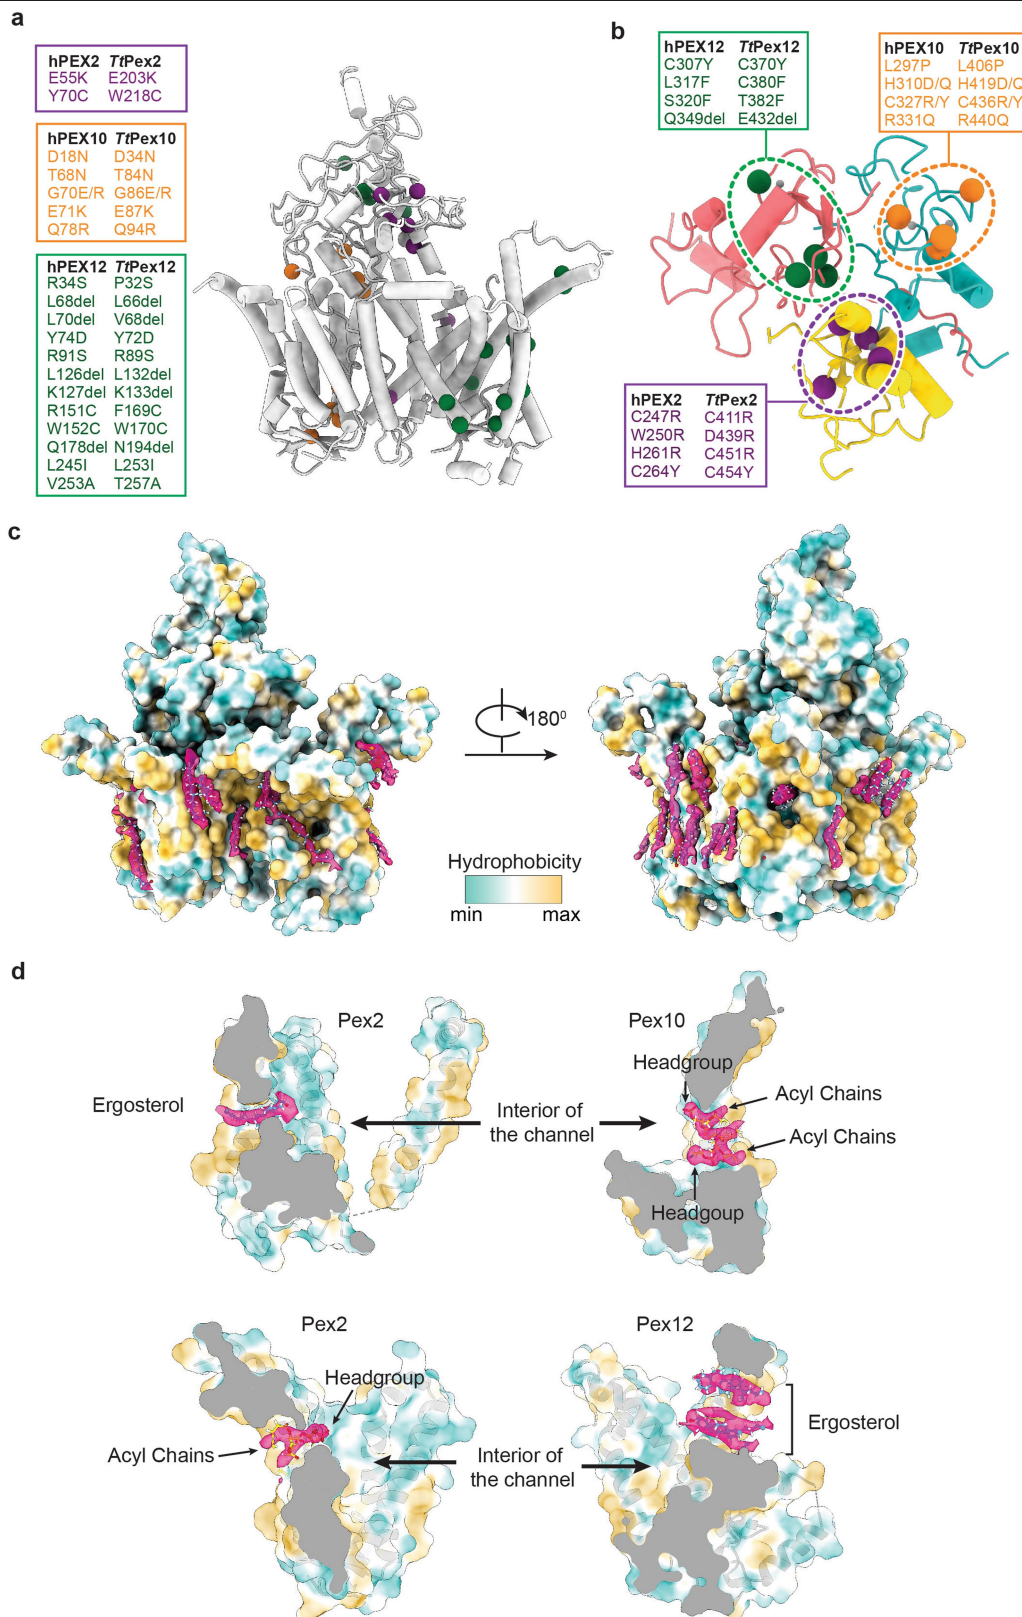 a
hPEX2 TtPex2
E55K E203K
Y70C W218C
hPEX10 TtPex10
D18N D34N
T68N T84N
G70E/R G86E/R
E71K E87K
Q78R Q94R
hPEX12 TtPex12
R34S P32S
L68del L66del
L70del V68del
Y74D Y72D
R91S R89S
L126del L132del
K127del K133del
R151C F169C
W152C W170C
Q178del N194del
L245I L253I
V253A T257A
b
hPEX12 TtPex12
C307Y C370Y
L317F C380F
S320F T382F
Q349del E432del
hPEX10 TtPex10
L297P L406P
H310D/Q H419D/Q
C327R/Y C436R/Y
R331Q R440Q
hPEX2 TtPex2
C247R C411R
W250R D439R
H261R C451R
C264Y C454Y
c
180⁰
Hydrophobicity
min max
d
Pex2
Pex10
Headgroup
Acyl Chains
Ergosterol
Interior of
the channel
Acyl Chains
Headgoup
Pex2
Pex12
Headgroup
Ergosterol
Acyl Chains
Interior of
the channel